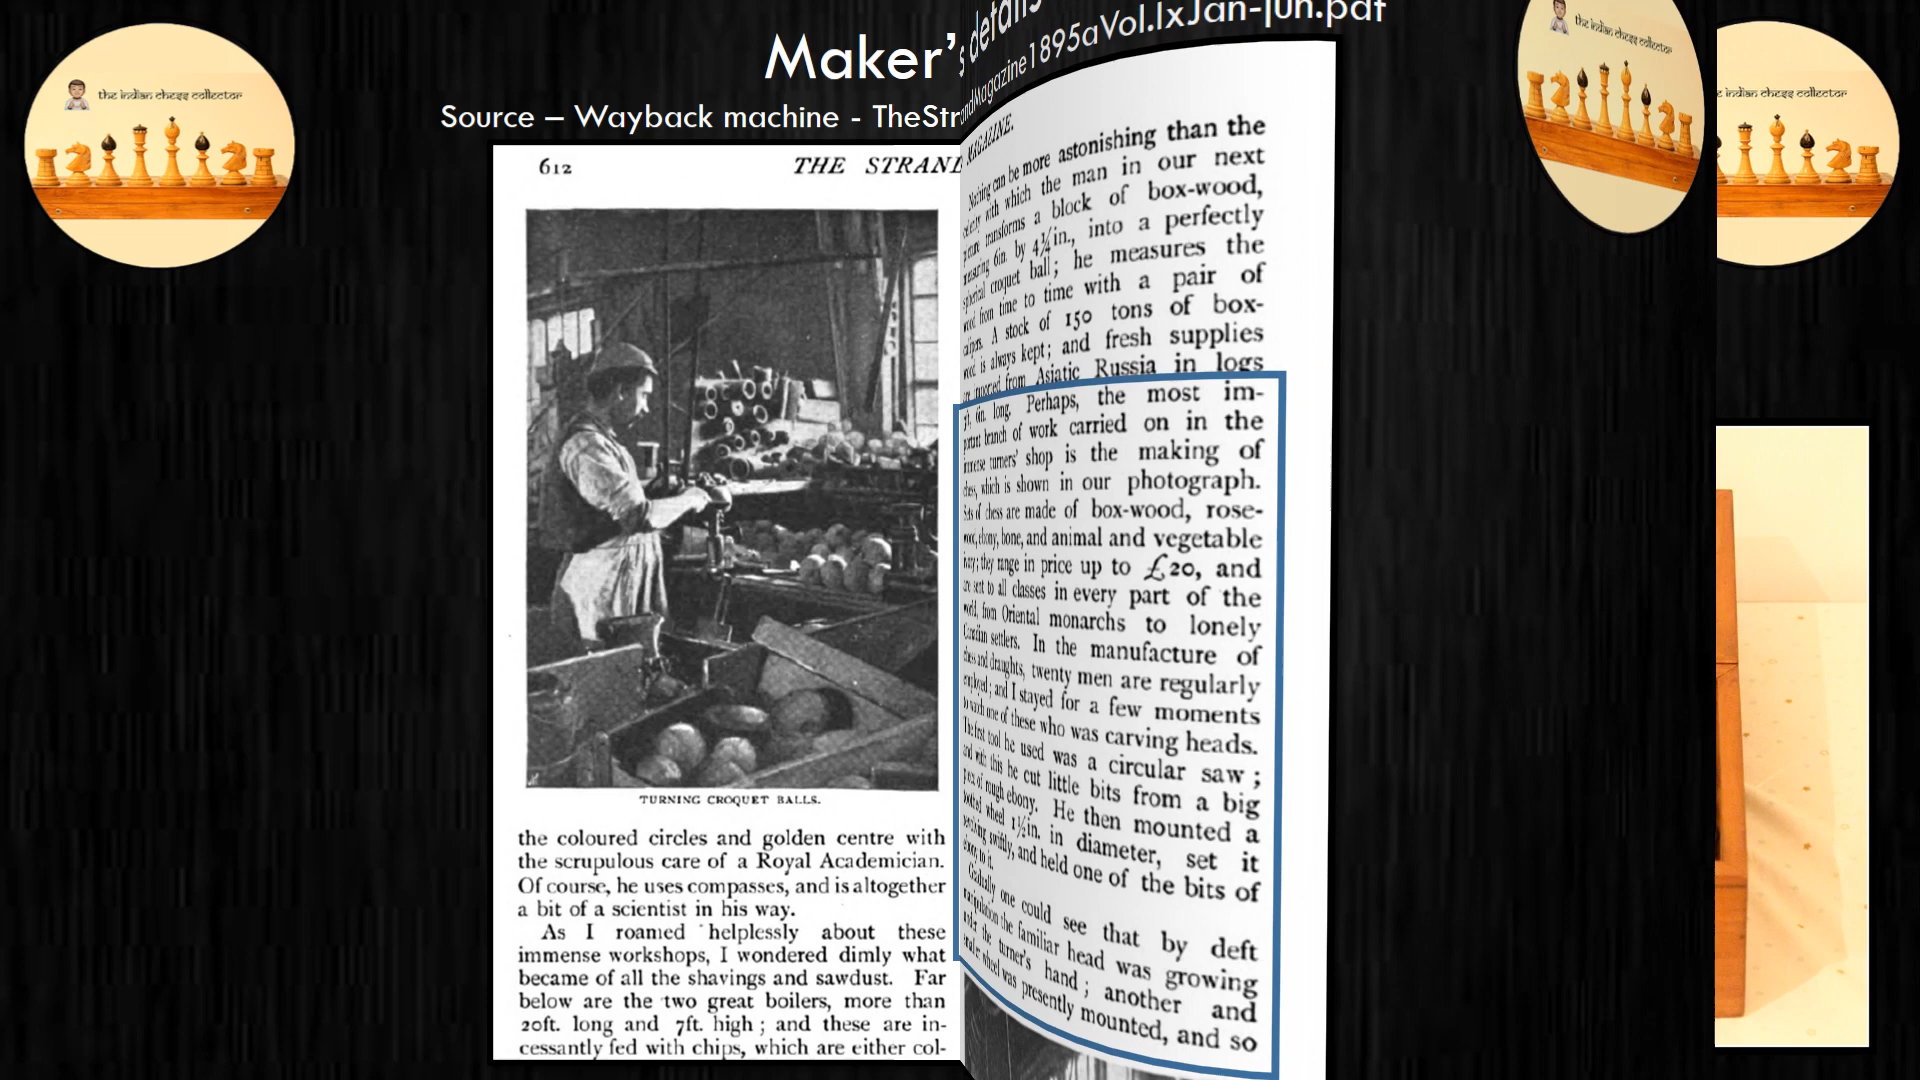 the indian chess collector
Maker's details
Source – Wayback machine - TheStrandMagazine1895aVol.IxJan-Jun.pdf
the indian chess collector
indian chess collector
612
THE STRAND MAGAZINE.
TURNING CROQUET BALLS.
the coloured circles and golden centre with
the scrupulous care of a Royal Academician.
Of course, he uses compasses, and is altogether
a bit of a scientist in his way.
As I roamed helplessly about these
immense workshops, I wondered dimly what
became of all the shavings and sawdust. Far
below are the two great boilers, more than
20ft. long and 7ft. high ; and these are in-
cessantly fed with chips, which are either col-
Nothing can be more astonishing than the
celerity with which the man in our next
picture transforms a block of box-wood,
measuring 6in. by 4¼in., into a perfectly
spherical croquet ball ; he measures the
wood from time to time with a pair of
calipers. A stock of 150 tons of box-
wood is always kept ; and fresh supplies
are imported from Asiatic Russia in logs
6in. long. Perhaps, the most im-
portant branch of work carried on in the
immense turners' shop is the making of
chess, which is shown in our photograph.
Sets of chess are made of box-wood, rose-
wood, ebony, bone, and animal and vegetable
ivory ; they range in price up to £20, and
are sent to all classes in every part of the
world, from Oriental monarchs to lonely
Canadian settlers. In the manufacture of
chess and draughts, twenty men are regularly
employed ; and I stayed for a few moments
to watch one of these who was carving heads.
The first tool he used was a circular saw ;
and with this he cut little bits from a big
piece of rough ebony. He then mounted a
toothed wheel 1½in. in diameter, set it
revolving swiftly, and held one of the bits of
ebony to it.
Gradually one could see that by deft
manipulation the familiar head was growing
under the turner's hand ; another and
smaller wheel was presently mounted, and so